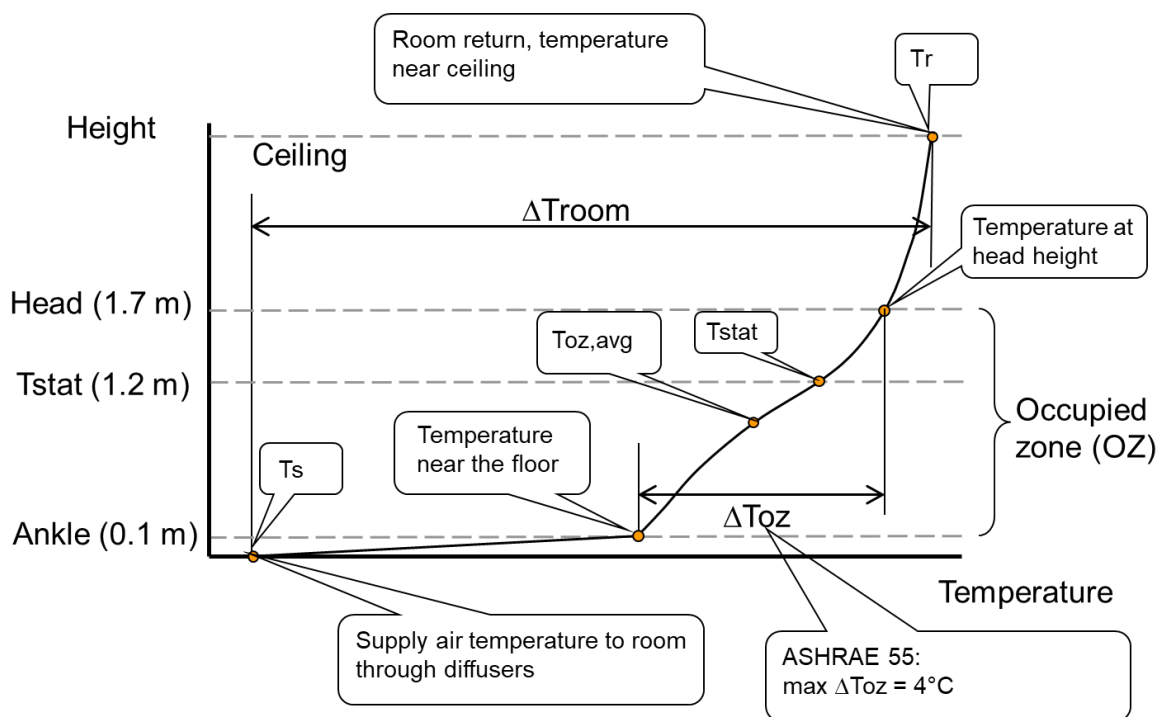 Room return, temperature
near ceiling
Tr
Height
Ceiling
ΔTroom
Temperature at
head height
Head (1.7 m)
Toz,avg
Tstat
Tstat (1.2 m)
Temperature
near the floor
Occupied
zone (OZ)
Ts
ΔToz
Ankle (0.1 m)
Temperature
Supply air temperature to room
through diffusers
ASHRAE 55:
max ΔToz = 4°C